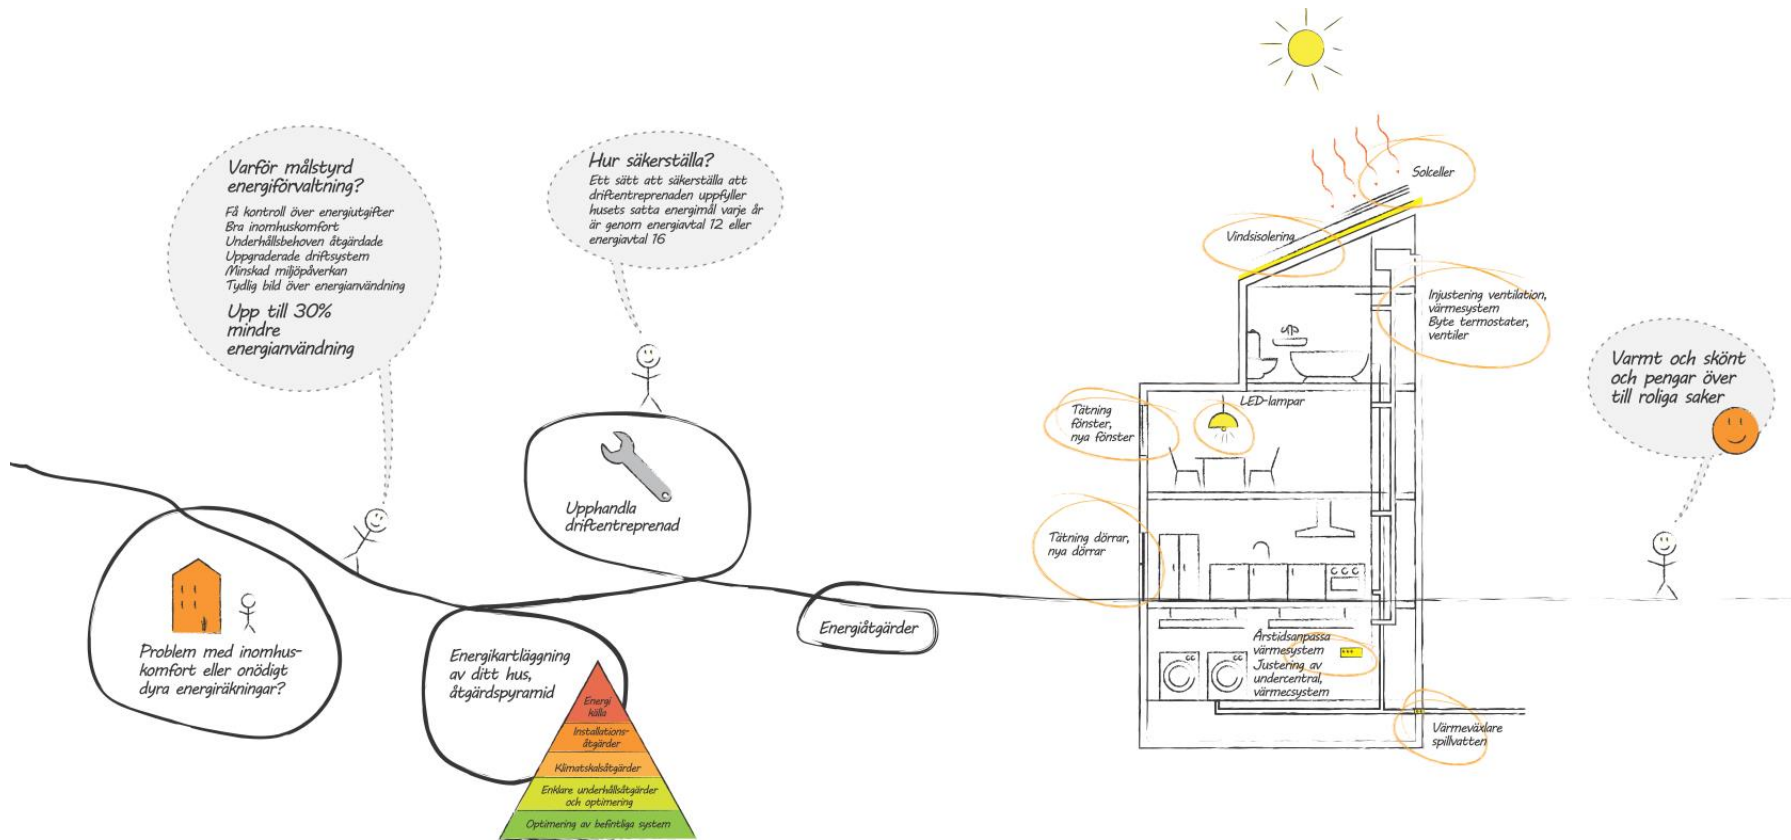 Varför målstyrd
energiförvaltning?
Få kontroll över energiutgifter
Bra inomhuskomfort
Underhållsbehoven åtgärdade
Uppgraderade driftsystem
Minskad miljöpåverkan
Tydlig bild över energianvändning
Upp till 30%
mindre
energianvändning
Hur säkerställa?
Ett sätt att säkerställa att
driftentreprenaden uppfyller
husets satta energimål varje år
är genom energiavtal 12 eller
energiavtal 16
Problem med inomhus-
komfort eller onödigt
dyra energiräkningar?
Energikartläggning
av ditt hus,
åtgärdspyramid
Energi
källa
Installations-
åtgärder
Klimatskalsåtgärder
Enklare underhållsåtgärder
och optimering
Optimering av befintliga system
Upphandla
driftentreprenad
Energiåtgärder
Solceller
Vindsisolering
Injustering ventilation,
värmesystem
Byte termostater,
ventiler
LED-lampar
Tätning
fönster,
nya fönster
Tätning dörrar,
nya dörrar
Årstidsanpassa
värmesystem
Justering av
undercentral,
värmecsystem
Värmeväxlare
spillvatten
Varmt och skönt
och pengar över
till roliga saker